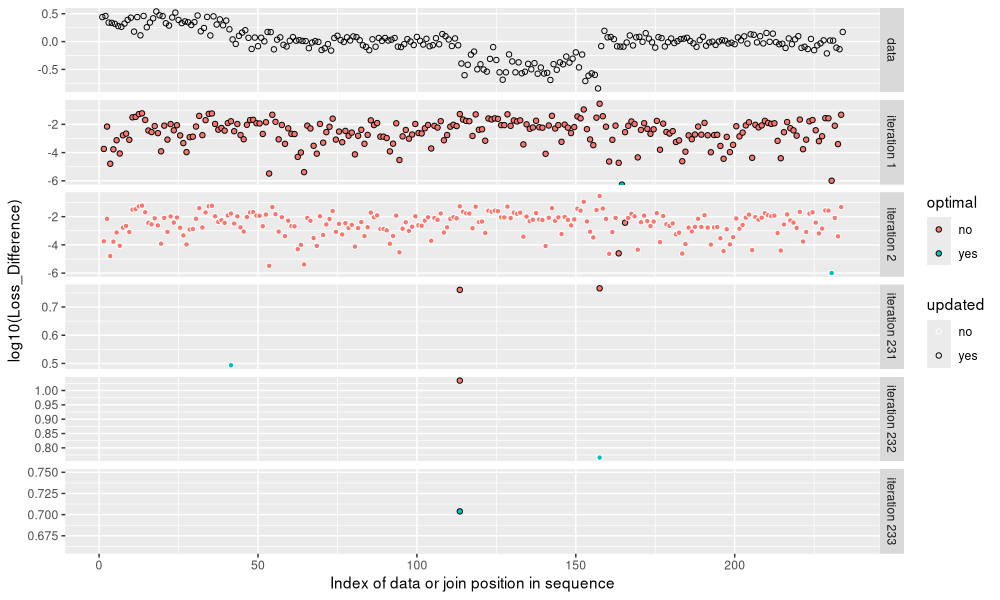 log10(Loss_Difference)
0.5
0.0
-0.5
data
-2
-4
-6
iteration 1
-2
-4
-6
iteration 2
0.7
0.6
0.5
iteration 231
1.00
0.95
0.90
0.85
0.80
iteration 232
0.750
0.725
0.700
0.675
iteration 233
0 50 100 150 200
Index of data or join position in sequence
optimal
no
yes
updated
no
yes